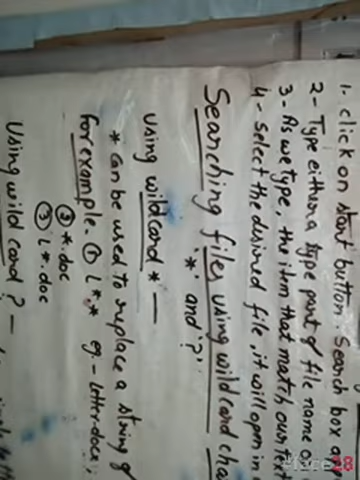 1- click on start button. Search box app
2- Type either a type part of file name or
3- As we type, the item that match our text
4- Select the desired file, it will open in
Searching files using wildcard cha
'*' and '?'
Using wildcard * —
* can be used to replace a string of
for example. ① L*.* eg:- letter.doc
② *.doc
③ L*.doc
Using wild card ? —